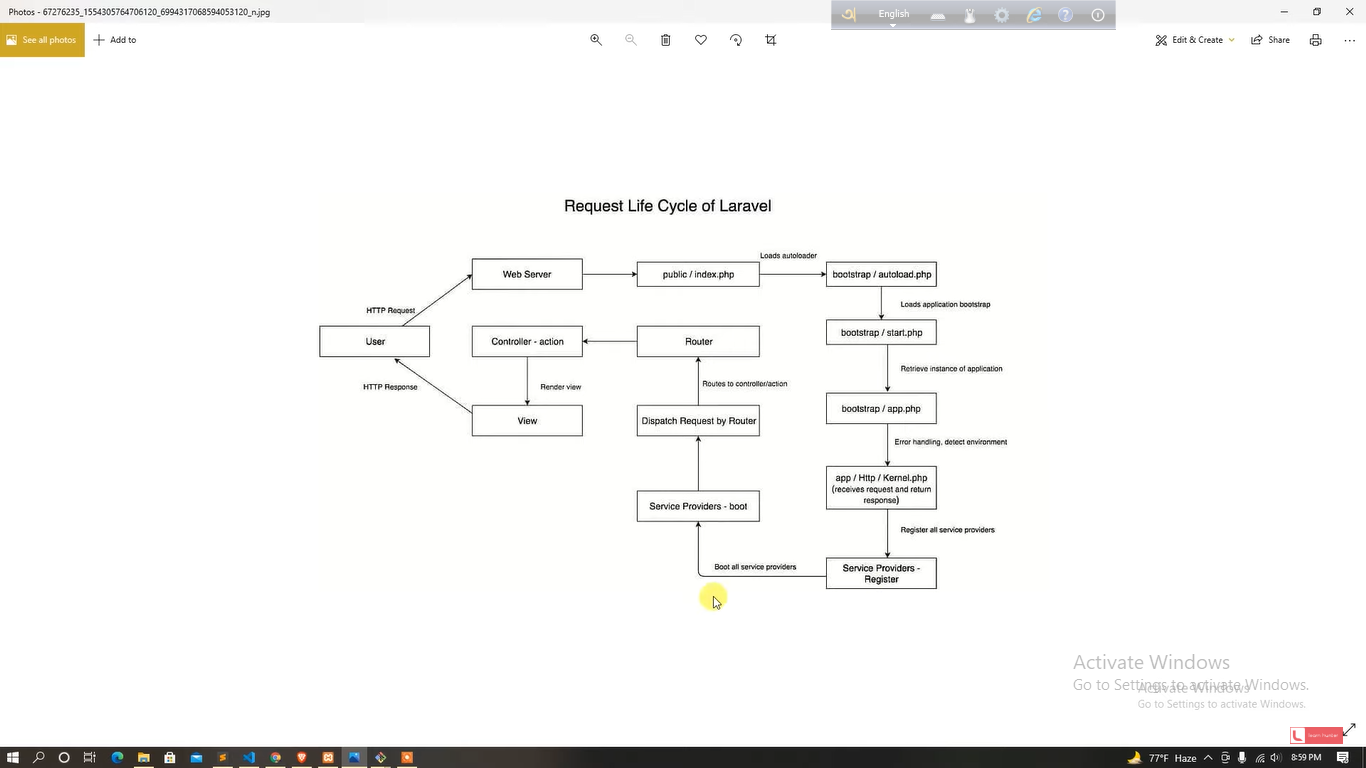 Photos - 67276235_1554305764706120_6994317068594053120_n.jpg
English
See all photos
Add to
Edit & Create
Share
Request Life Cycle of Laravel
Loads autoloader
Web Server
public / index.php
bootstrap / autoload.php
HTTP Request
Loads application bootstrap
User
Controller - action
Router
bootstrap / start.php
Retrieve instance of application
HTTP Response
Render view
Routes to controller/action
View
Dispatch Request by Router
bootstrap / app.php
Error handling, detect environment
app / Http / Kernel.php
(receives request and return
response)
Service Providers - boot
Register all service providers
Boot all service providers
Service Providers -
Register
Activate Windows
Go to Settings to activate Windows.
Activate Windows
Go to Settings to activate Windows.
77°F Haze
8:59 PM